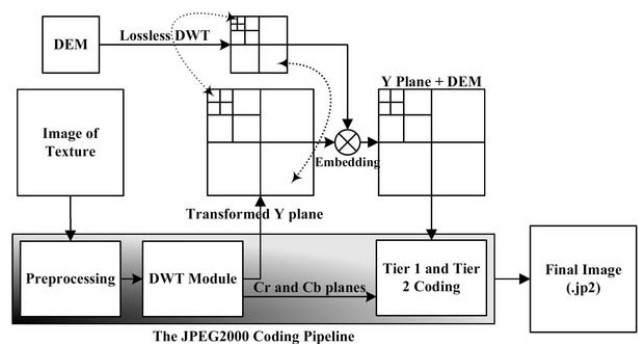 DEM
Lossless DWT
Y Plane + DEM
Image of
Texture
Embedding
Transformed Y plane
Preprocessing
DWT Module
Cr and Cb planes
Tier 1 and Tier
2 Coding
Final Image
(.jp2)
The JPEG2000 Coding Pipeline